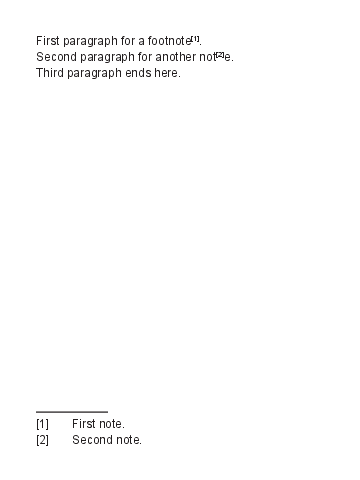 First paragraph for a footnote[1].
Second paragraph for another not[2]e.
Third paragraph ends here.
[1] First note.
[2] Second note.